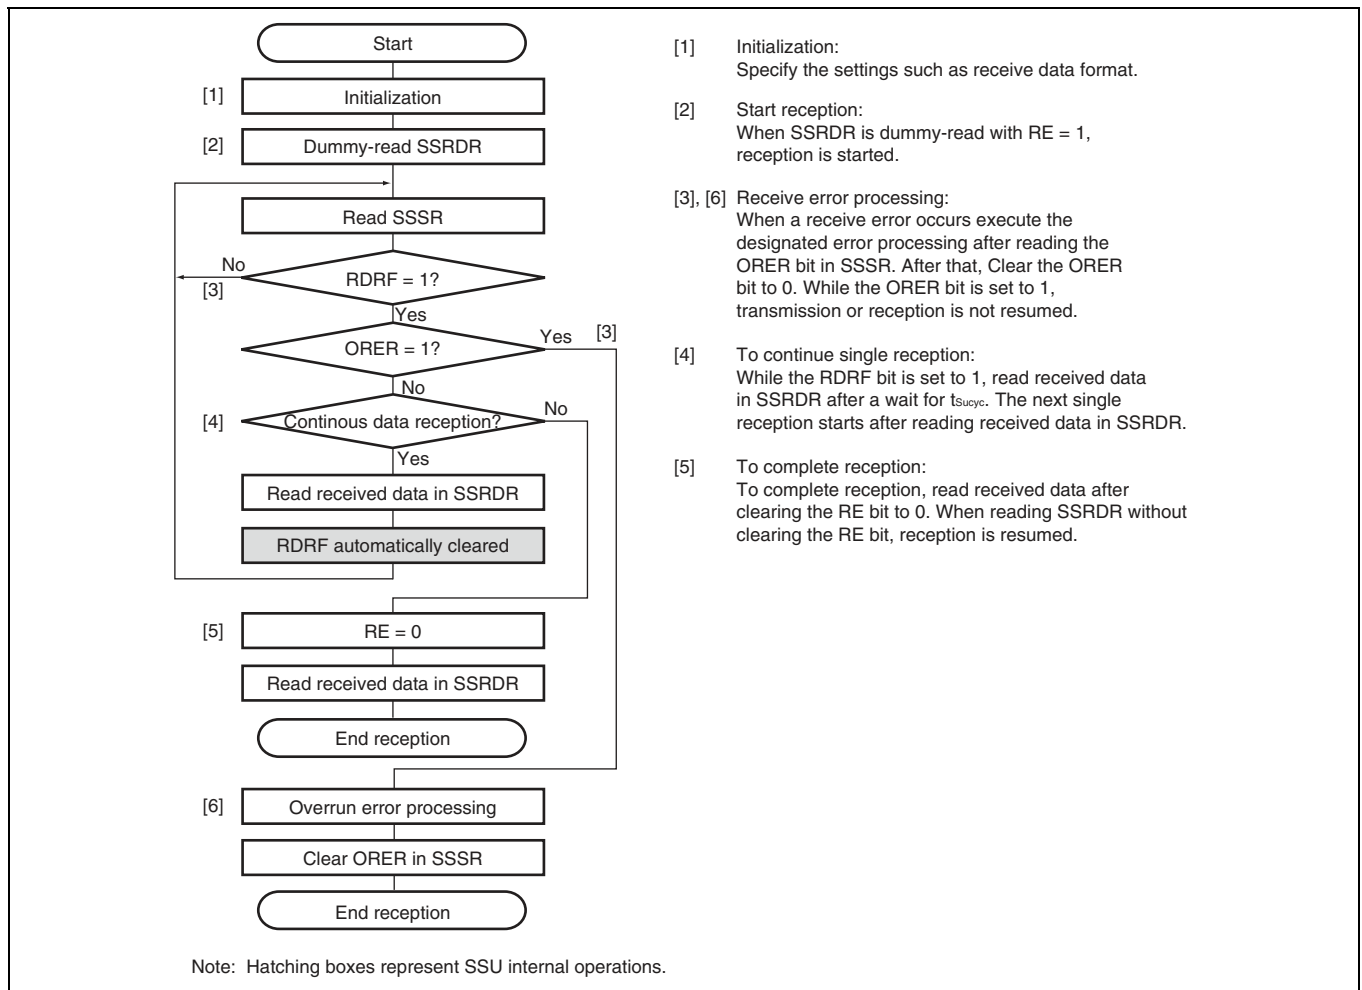 Start
[1]
Initialization
[2]
Dummy-read SSRDR
Read SSSR
No
[3]
RDRF = 1?
Yes
ORER = 1?
Yes
[3]
No
[4]
Continous data reception?
No
Yes
Read received data in SSRDR
RDRF automatically cleared
[5]
RE = 0
Read received data in SSRDR
End reception
[6]
Overrun error processing
Clear ORER in SSSR
End reception
[1] Initialization:
Specify the settings such as receive data format.
[2] Start reception:
When SSRDR is dummy-read with RE = 1,
reception is started.
[3], [6] Receive error processing:
When a receive error occurs execute the
designated error processing after reading the
ORER bit in SSSR. After that, Clear the ORER
bit to 0. While the ORER bit is set to 1,
transmission or reception is not resumed.
[4] To continue single reception:
While the RDRF bit is set to 1, read received data
in SSRDR after a wait for tSucyc. The next single
reception starts after reading received data in SSRDR.
[5] To complete reception:
To complete reception, read received data after
clearing the RE bit to 0. When reading SSRDR without
clearing the RE bit, reception is resumed.
Note: Hatching boxes represent SSU internal operations.